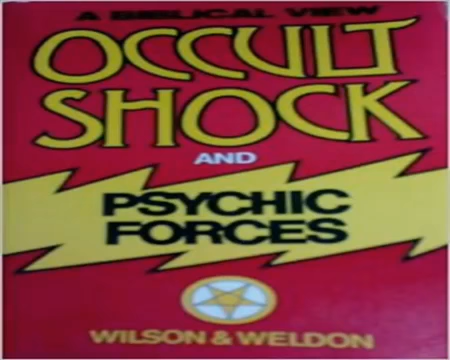 A BIBLICAL VIEW
OCCULT
SHOCK
AND
PSYCHIC
FORCES
WILSON & WELDON